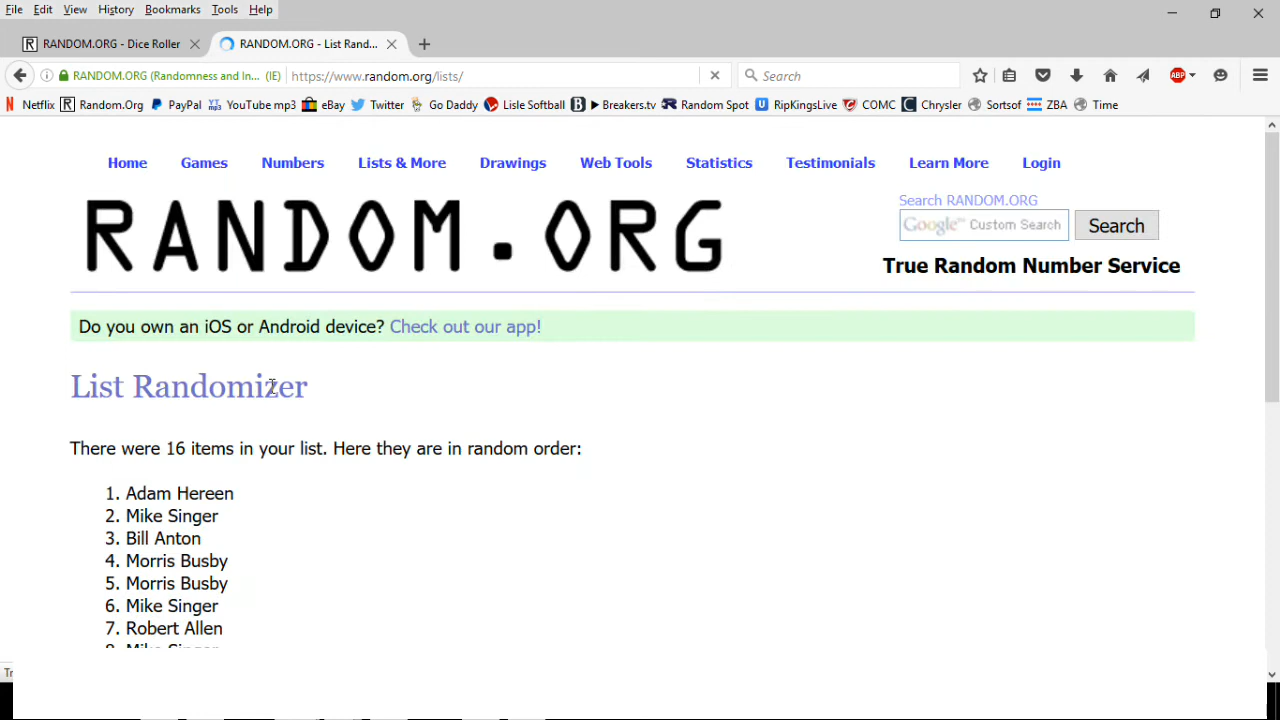 File Edit View History Bookmarks Tools Help
RANDOM.ORG - Dice Roller RANDOM.ORG - List Rand...
RANDOM.ORG (Randomness and In... (IE) https://www.random.org/lists/ Search ABP
Netflix Random.Org PayPal YouTube mp3 eBay Twitter Go Daddy Lisle Softball Breakers.tv Random Spot RipKingsLive COMC Chrysler Sortsof ZBA Time
Home Games Numbers Lists & More Drawings Web Tools Statistics Testimonials Learn More Login
RANDOM.ORG
Search RANDOM.ORG
Google™ Custom Search Search
True Random Number Service
Do you own an iOS or Android device? Check out our app!
List Randomizer
There were 16 items in your list. Here they are in random order:
1. Adam Hereen
2. Mike Singer
3. Bill Anton
4. Morris Busby
5. Morris Busby
6. Mike Singer
7. Robert Allen
8. Mike Singer